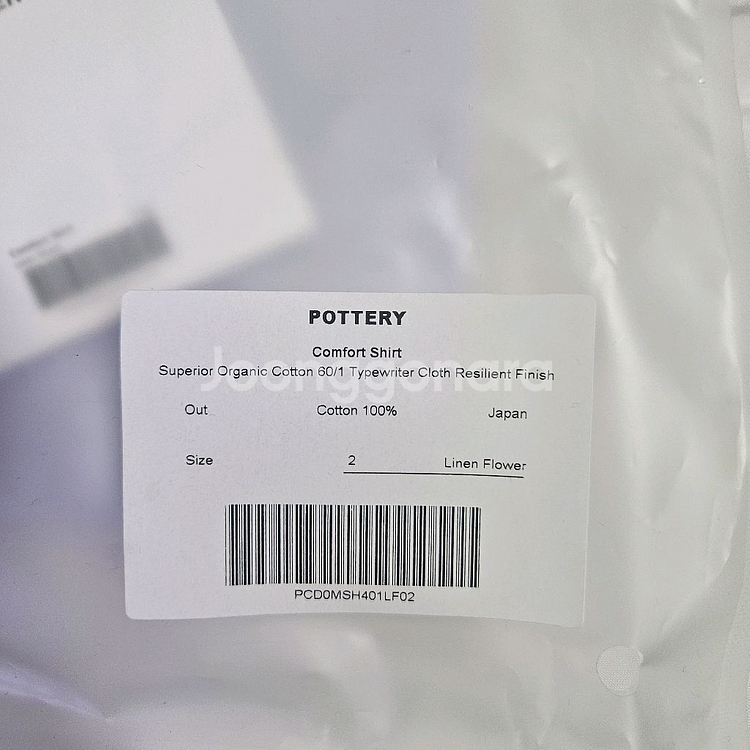 POTTERY
Comfort Shirt
Superior Organic Cotton 60/1 Typewriter Cloth Resilient Finish
Joonggonara
Out Cotton 100% Japan
Size 2 Linen Flower
PCD0MSH401LF02